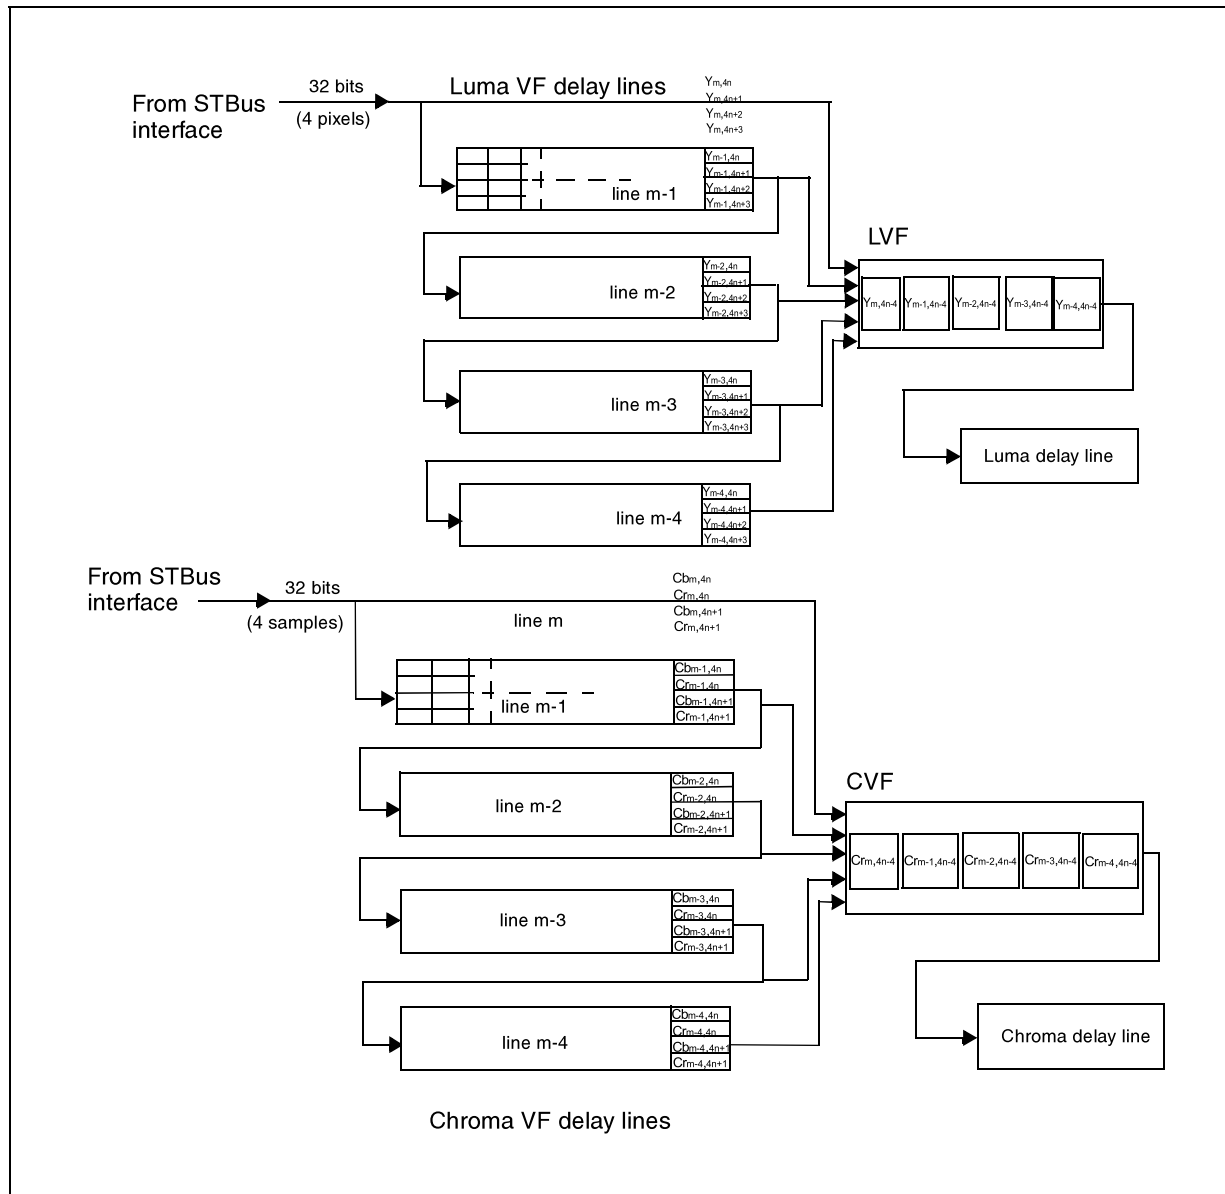 32 bits
Luma VF delay lines
From STBus
interface
(4 pixels)
Ym,4n
Ym,4n+1
Ym,4n+2
Ym,4n+3
Ym-1,4n
Ym-1,4n+1
Ym-1,4n+2
Ym-1,4n+3
line m-1
LVF
Ym-2,4n
Ym-2,4n+1
Ym-2,4n+2
Ym-2,4n+3
line m-2
Ym,4n-4
Ym-1,4n-4
Ym-2,4n-4
Ym-3,4n-4
Ym-4,4n-4
Ym-3,4n
Ym-3,4n+1
Ym-3,4n+2
Ym-3,4n+3
line m-3
Luma delay line
Ym-4,4n
Ym-4,4n+1
Ym-4,4n+2
Ym-4,4n+3
line m-4
From STBus
interface
32 bits
(4 samples)
Cbm,4n
Crm,4n
Cbm,4n+1
Crm,4n+1
line m
Cbm-1,4n
Crm-1,4n
Cbm-1,4n+1
Crm-1,4n+1
line m-1
CVF
Cbm-2,4n
Crm-2,4n
Cbm-2,4n+1
Crm-2,4n+1
line m-2
Crm,4n-4
Crm-1,4n-4
Crm-2,4n-4
Crm-3,4n-4
Crm-4,4n-4
Cbm-3,4n
Crm-3,4n
Cbm-3,4n+1
Crm-3,4n+1
line m-3
Cbm-4,4n
Crm-4,4n
Cbm-4,4n+1
Crm-4,4n+1
line m-4
Chroma delay line
Chroma VF delay lines